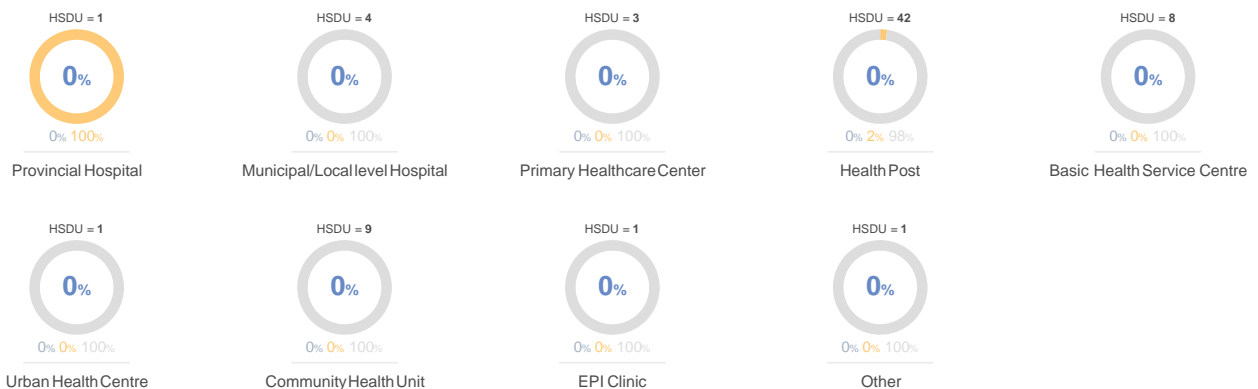 HSDU = 1
HSDU = 4
HSDU = 3
HSDU = 42
HSDU = 8
0%
0%
0%
0%
0%
0% 100%
0% 0% 100%
0% 0% 100%
0% 2% 98%
0% 0% 100%
Provincial Hospital
Municipal/Local level Hospital
Primary Healthcare Center
Health Post
Basic Health Service Centre
HSDU = 1
HSDU = 9
HSDU = 1
HSDU = 1
0%
0%
0%
0%
0% 0% 100%
0% 0% 100%
0% 0% 100%
0% 0% 100%
Urban Health Centre
Community Health Unit
EPI Clinic
Other